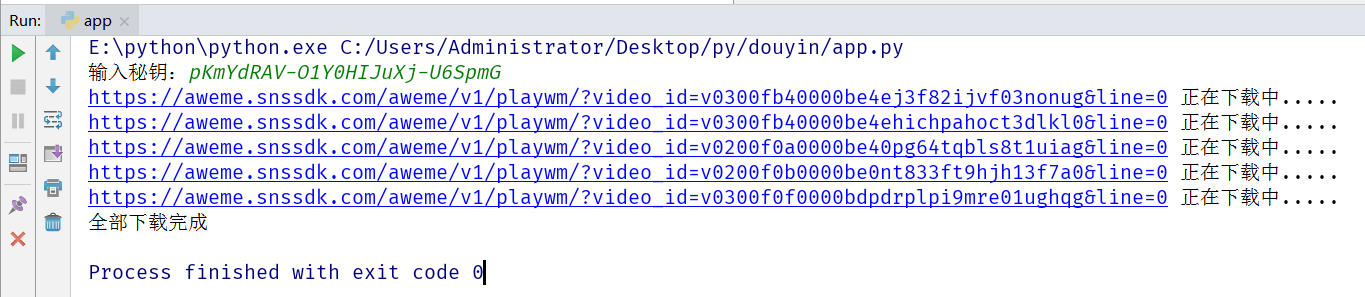 Run: app
E:\python\python.exe C:/Users/Administrator/Desktop/py/douyin/app.py
输入秘钥：pKmYdRAV-O1Y0HIJuXj-U6SpmG
https://aweme.snssdk.com/aweme/v1/playwm/?video_id=v0300fb40000be4ej3f82ijvf03nonug&line=0 正在下载中.....
https://aweme.snssdk.com/aweme/v1/playwm/?video_id=v0300fb40000be4ehichpahoct3dlkl0&line=0 正在下载中.....
https://aweme.snssdk.com/aweme/v1/playwm/?video_id=v0200f0a0000be40pg64tqbls8t1uiag&line=0 正在下载中.....
https://aweme.snssdk.com/aweme/v1/playwm/?video_id=v0200f0b0000be0nt833ft9hjh13f7a0&line=0 正在下载中.....
https://aweme.snssdk.com/aweme/v1/playwm/?video_id=v0300f0f0000bdpdrplpi9mre01ughqg&line=0 正在下载中.....
全部下载完成
Process finished with exit code 0